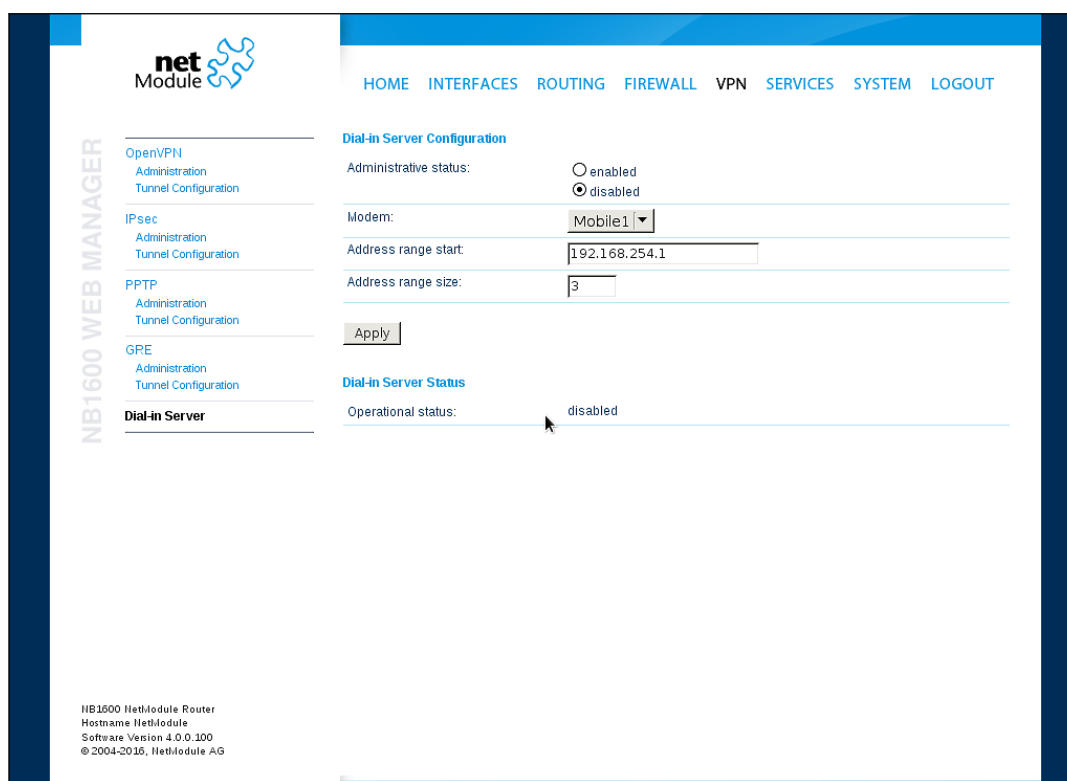 net
Module
HOME INTERFACES ROUTING FIREWALL VPN SERVICES SYSTEM LOGOUT
NB1600 WEB MANAGER
OpenVPN
Administration
Tunnel Configuration
IPsec
Administration
Tunnel Configuration
PPTP
Administration
Tunnel Configuration
GRE
Administration
Tunnel Configuration
Dial-in Server
Dial-in Server Configuration
Administrative status:
enabled
disabled
Modem: Mobile1
Address range start: 192.168.254.1
Address range size: 3
Apply
Dial-in Server Status
Operational status: disabled
NB1600 NetModule Router
Hostname NetModule
Software Version 4.0.0.100
© 2004-2016, NetModule AG